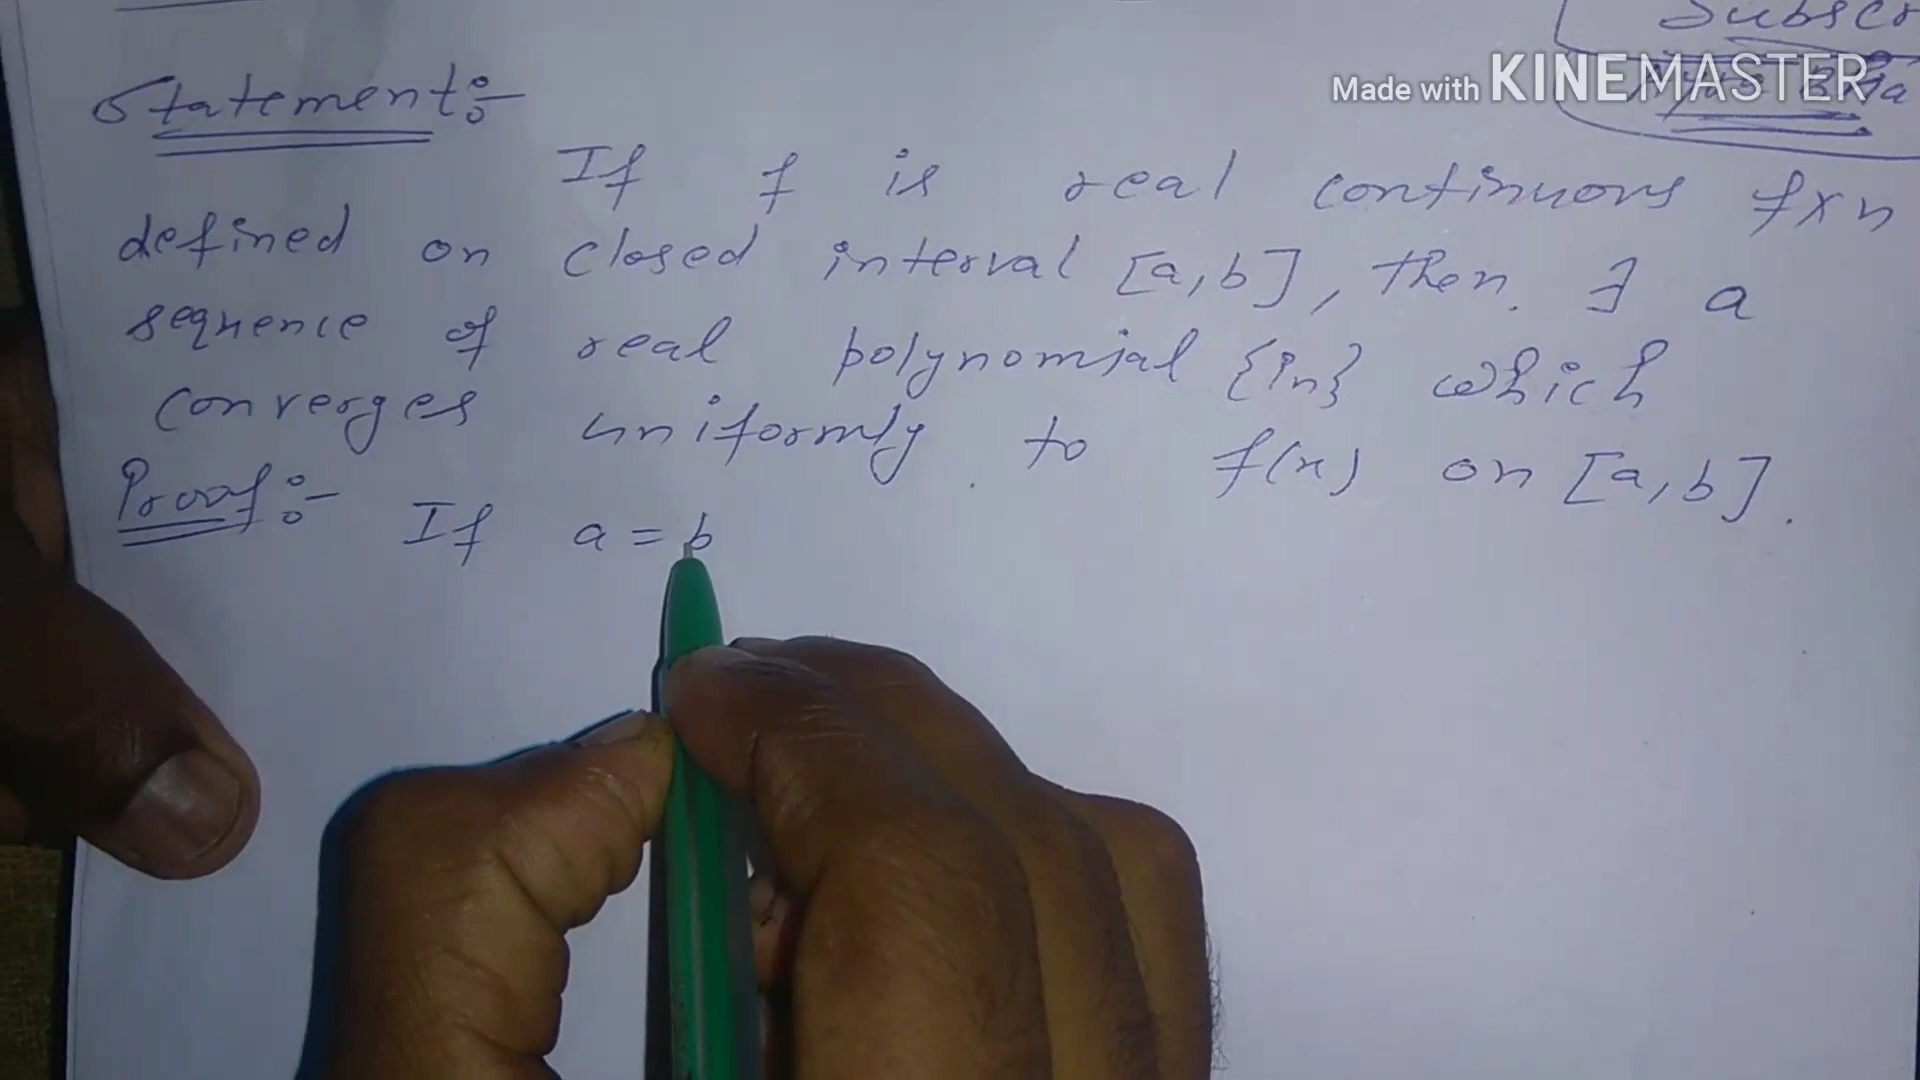 Subscr
Made with KINEMASTER
Statement:-
If f is real continuous fxn
defined on closed interval [a,b], then ∃ a
sequence of real polynomial {Pn} which
converges uniformly to f(x) on [a,b].
Proof:- If a = b